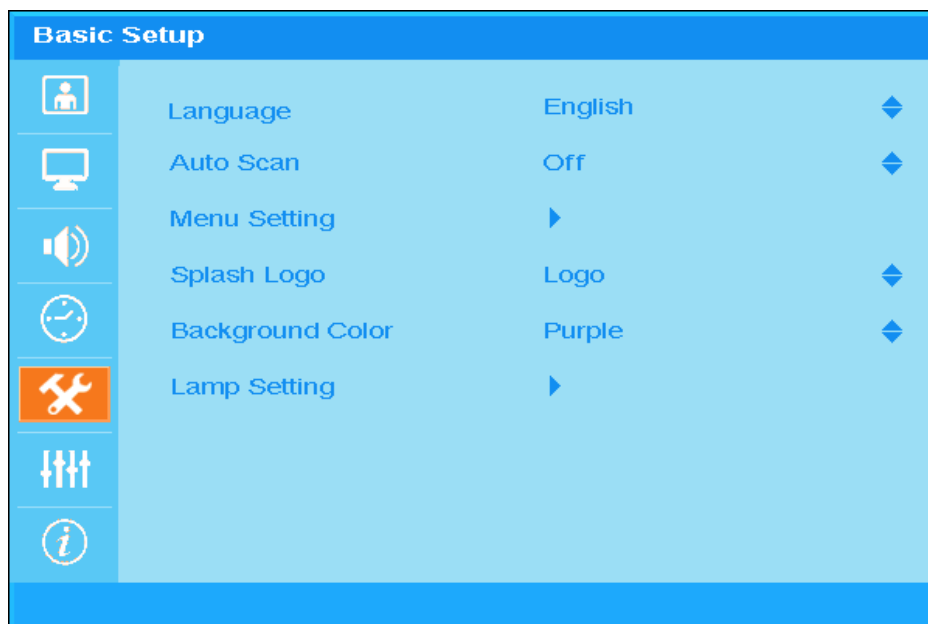 Basic Setup
Language English
Auto Scan Off
Menu Setting
Splash Logo Logo
Background Color Purple
Lamp Setting